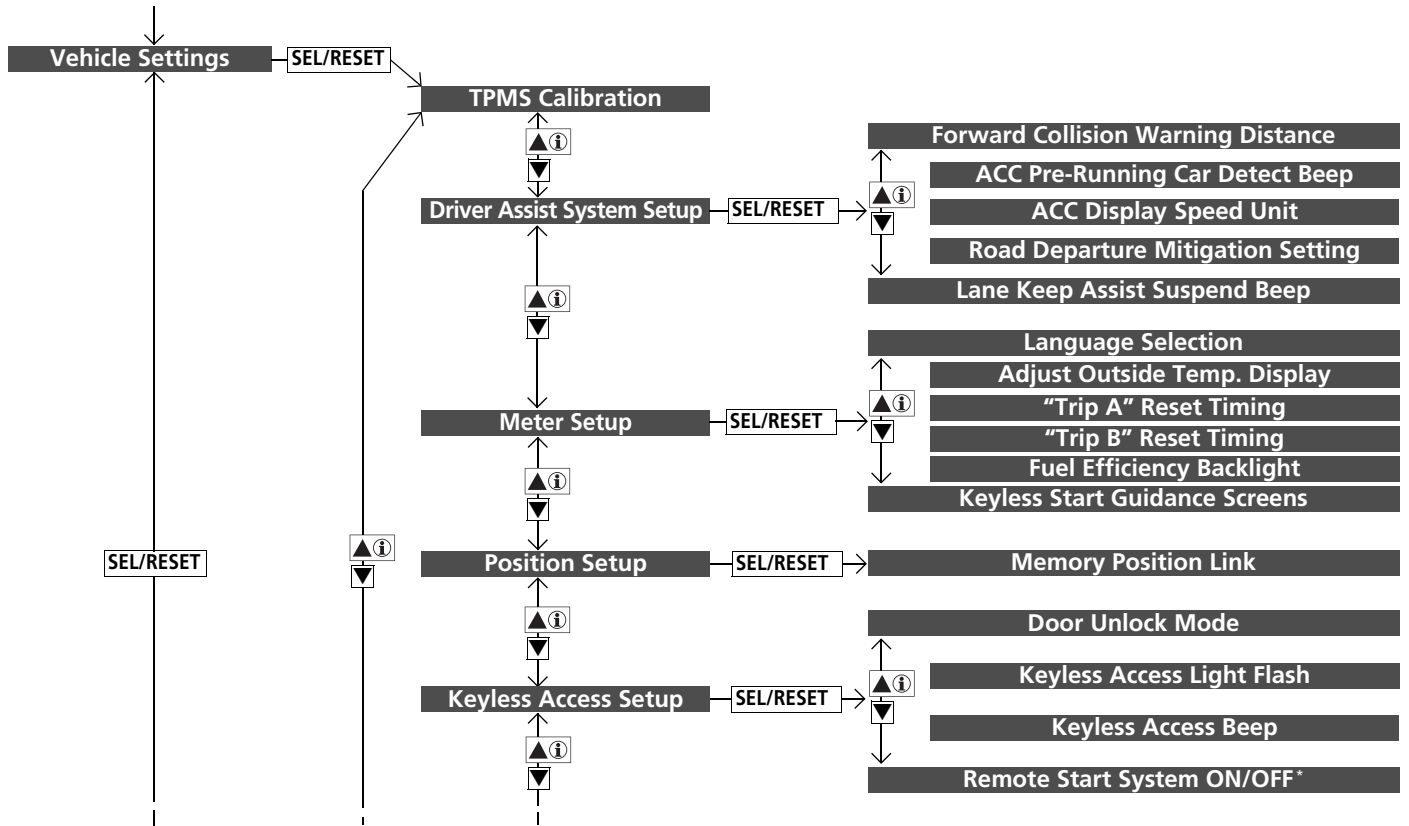 Vehicle Settings
SEL/RESET
TPMS Calibration
Driver Assist System Setup
SEL/RESET
Forward Collision Warning Distance
ACC Pre-Running Car Detect Beep
ACC Display Speed Unit
Road Departure Mitigation Setting
Lane Keep Assist Suspend Beep
Meter Setup
SEL/RESET
Language Selection
Adjust Outside Temp. Display
“Trip A” Reset Timing
“Trip B” Reset Timing
Fuel Efficiency Backlight
Keyless Start Guidance Screens
SEL/RESET
Position Setup
SEL/RESET
Memory Position Link
Keyless Access Setup
SEL/RESET
Door Unlock Mode
Keyless Access Light Flash
Keyless Access Beep
Remote Start System ON/OFF*